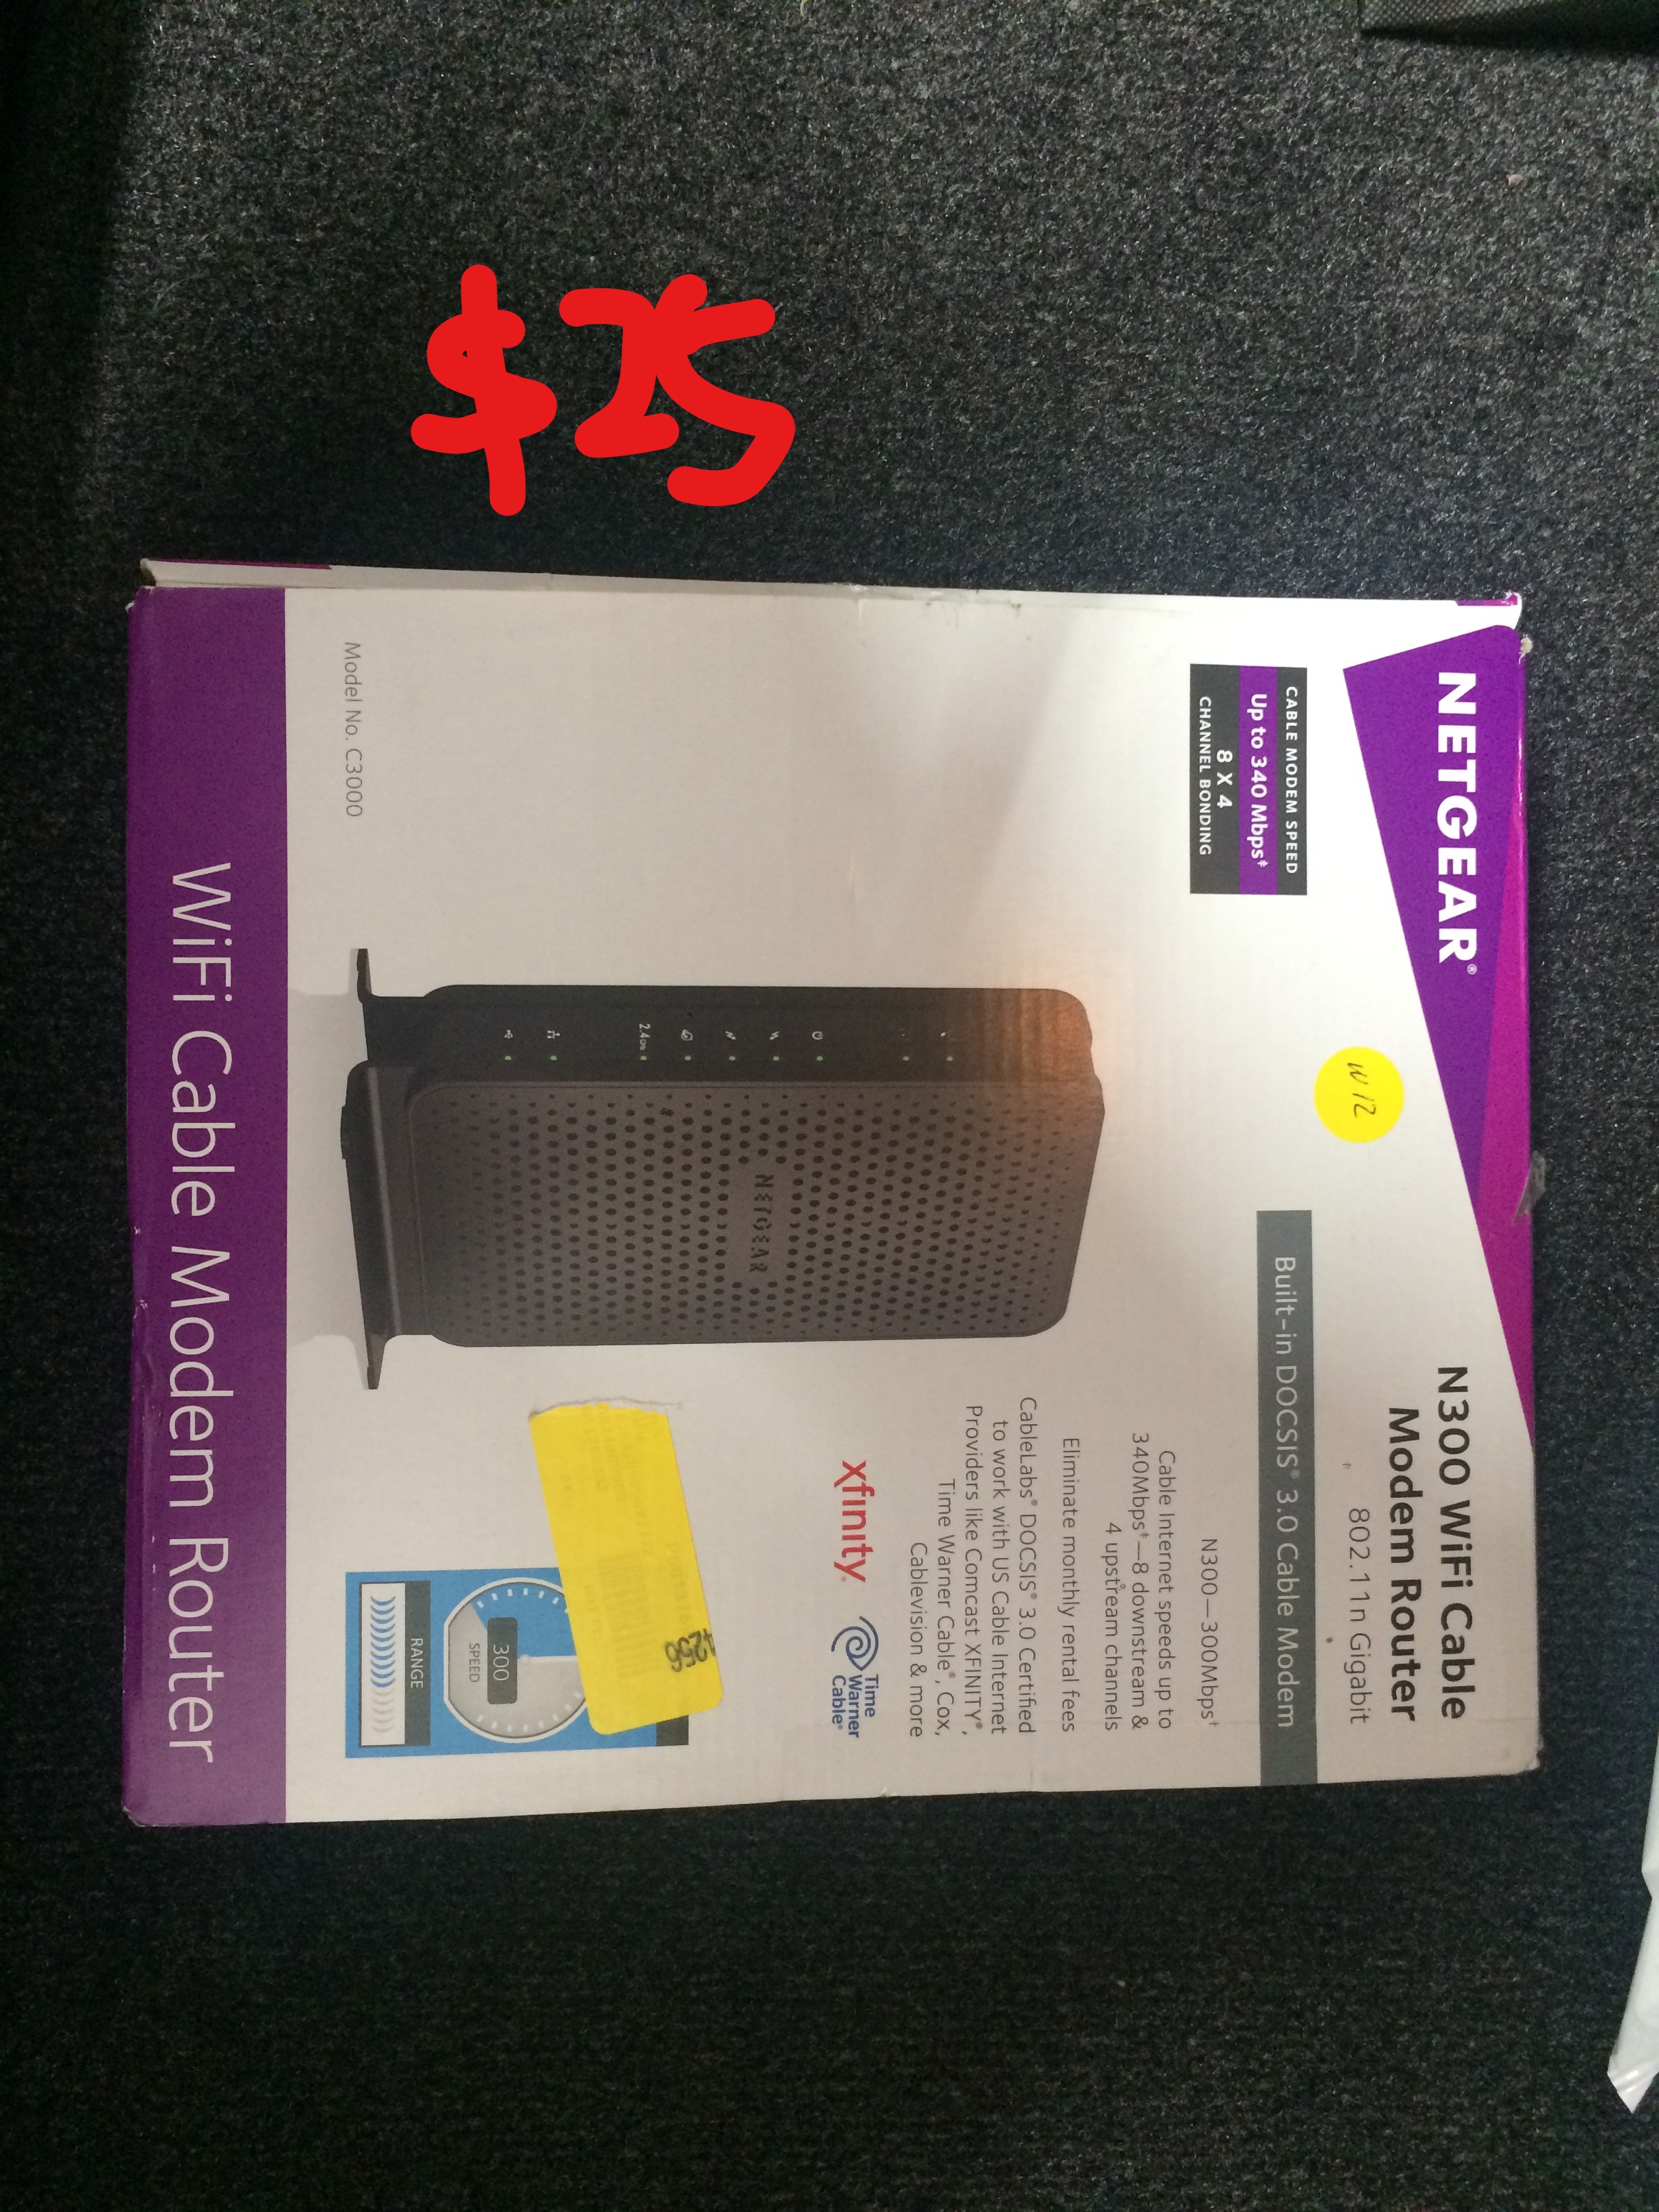 $25
NETGEAR®
N300 WiFi Cable
Modem Router
802.11n Gigabit
W 12
Built-in DOCSIS® 3.0 Cable Modem
CABLE MODEM SPEED
Up to 340 Mbps‡
8 X 4
CHANNEL BONDING
N300—300Mbps†
Cable Internet speeds up to
340Mbps‡—8 downstream &
4 upstream channels
Eliminate monthly rental fees
CableLabs® DOCSIS® 3.0 Certified
to work with US Cable Internet
Providers like Comcast XFINITY®,
Time Warner Cable®, Cox,
Cablevision & more
xfinity®
Time
Warner
Cable®
NETGEAR
2.4 GHz
300
SPEED
RANGE
Model No. C3000
WiFi Cable Modem Router